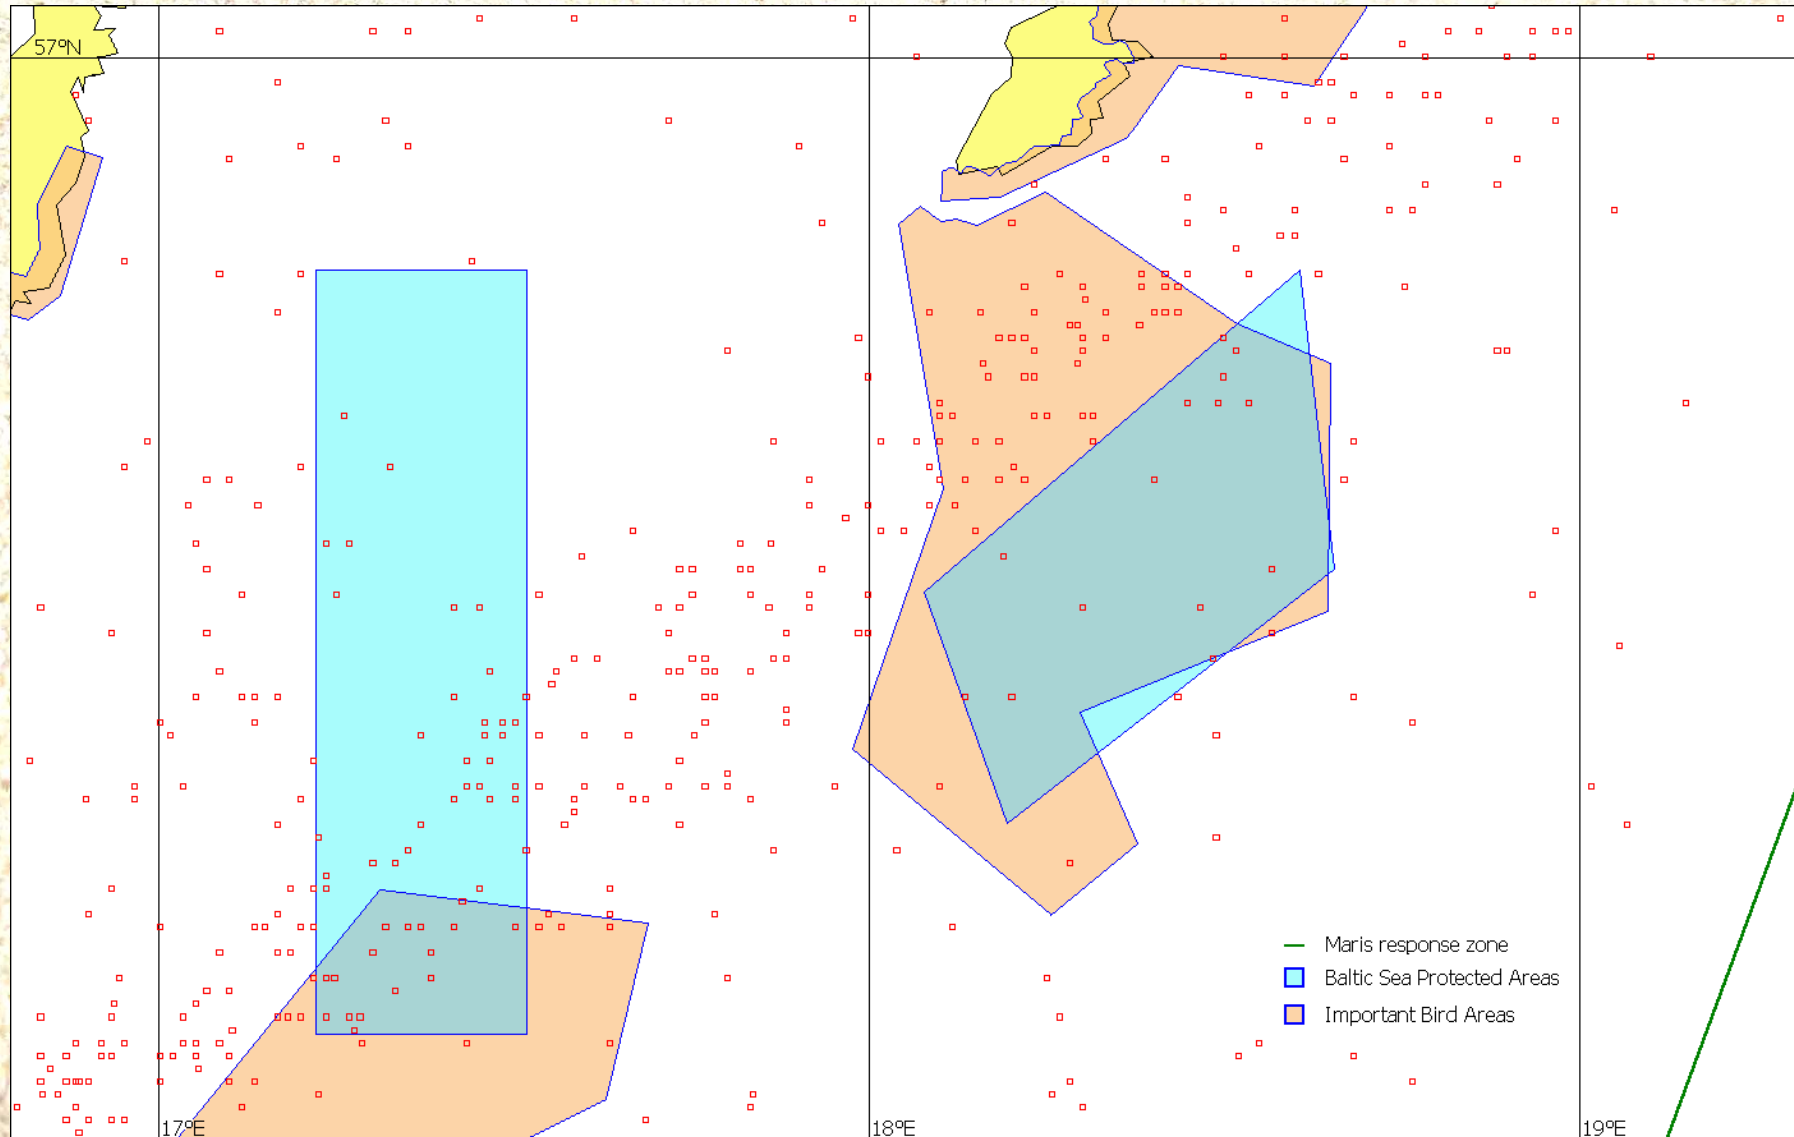 57ºN
Maris response zone
Baltic Sea Protected Areas
Important Bird Areas
17ºE
18ºE
19ºE